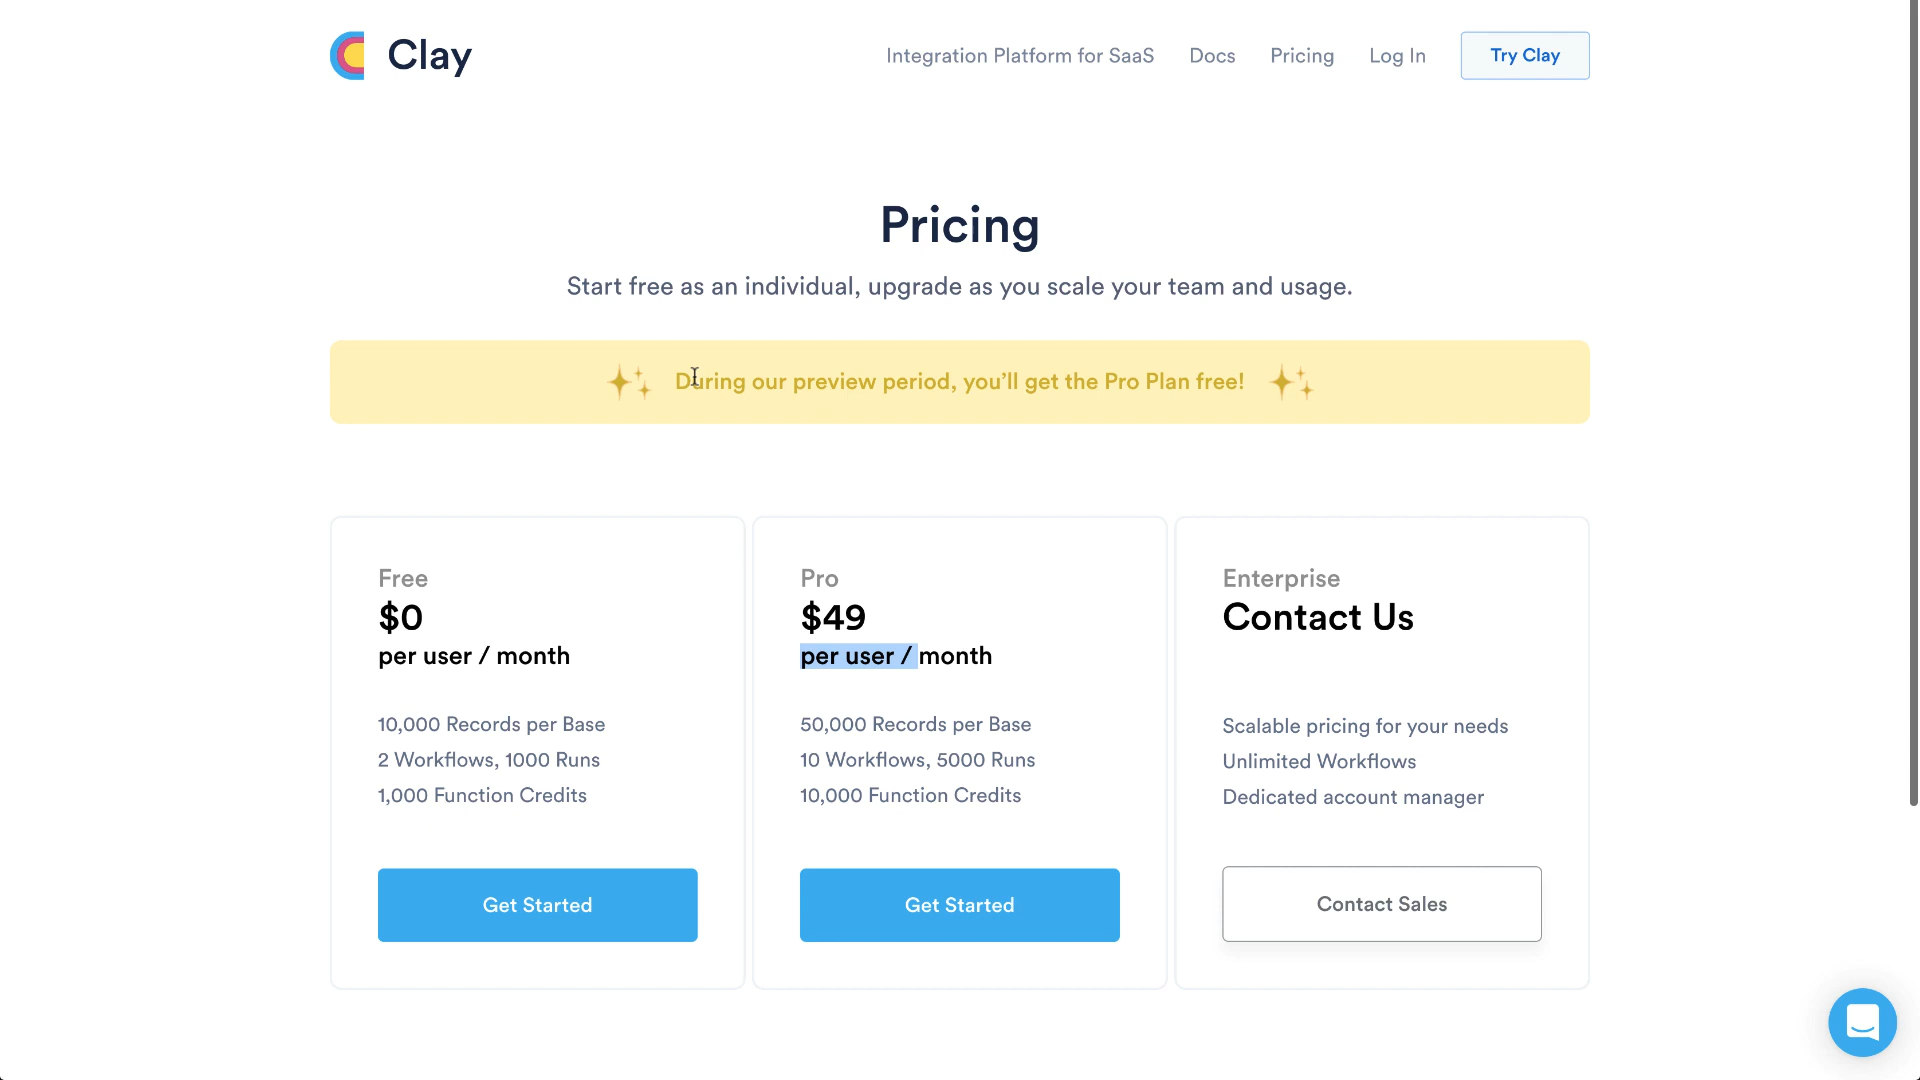 Clay
Integration Platform for SaaS
Docs
Pricing
Log In
Try Clay
Pricing
Start free as an individual, upgrade as you scale your team and usage.
During our preview period, you’ll get the Pro Plan free!
Free
$0
per user / month
10,000 Records per Base
2 Workflows, 1000 Runs
1,000 Function Credits
Get Started
Pro
$49
per user / month
50,000 Records per Base
10 Workflows, 5000 Runs
10,000 Function Credits
Get Started
Enterprise
Contact Us
Scalable pricing for your needs
Unlimited Workflows
Dedicated account manager
Contact Sales